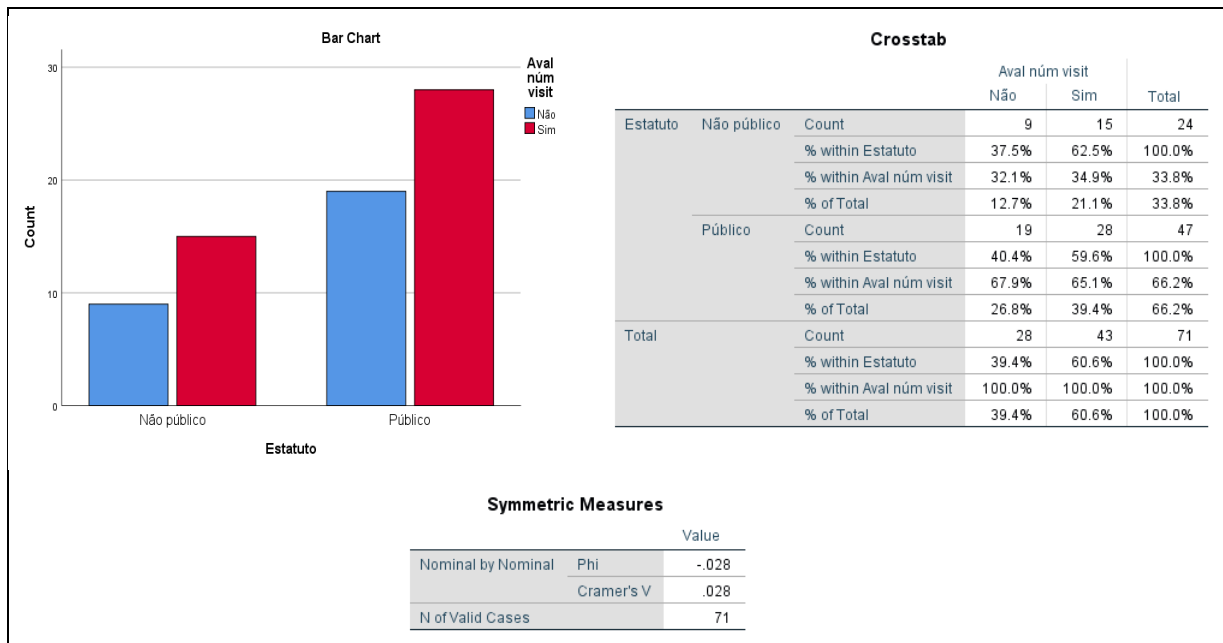 Bar Chart
30
20
10
0
Count
Não público
Público
Estatuto
Aval
núm
visit
Não
Sim
Crosstab
Aval núm visit
Não Sim Total
Estatuto Não público Count 9 15 24
% within Estatuto 37.5% 62.5% 100.0%
% within Aval núm visit 32.1% 34.9% 33.8%
% of Total 12.7% 21.1% 33.8%
Público Count 19 28 47
% within Estatuto 40.4% 59.6% 100.0%
% within Aval núm visit 67.9% 65.1% 66.2%
% of Total 26.8% 39.4% 66.2%
Total Count 28 43 71
% within Estatuto 39.4% 60.6% 100.0%
% within Aval núm visit 100.0% 100.0% 100.0%
% of Total 39.4% 60.6% 100.0%
Symmetric Measures
Value
Nominal by Nominal Phi -.028
Cramer's V .028
N of Valid Cases 71